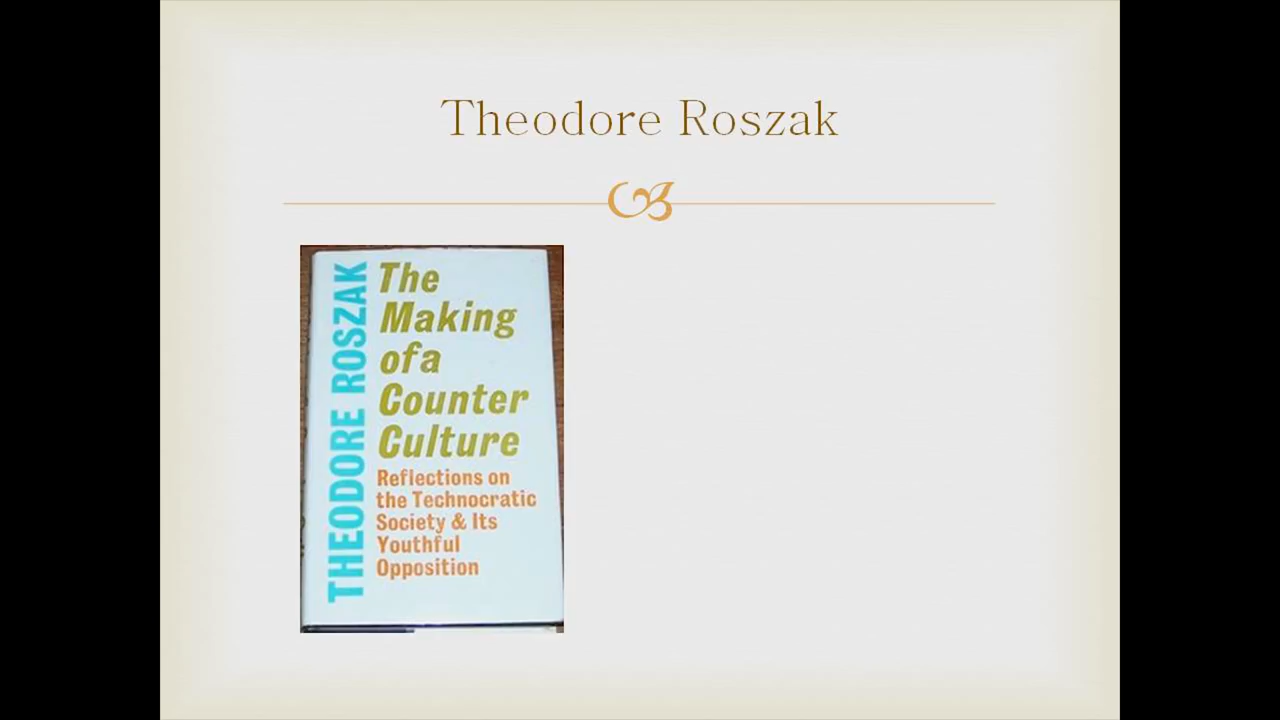 Theodore Roszak
THEODORE ROSZAK
The
Making
of a
Counter
Culture
Reflections on
the Technocratic
Society & Its
Youthful
Opposition